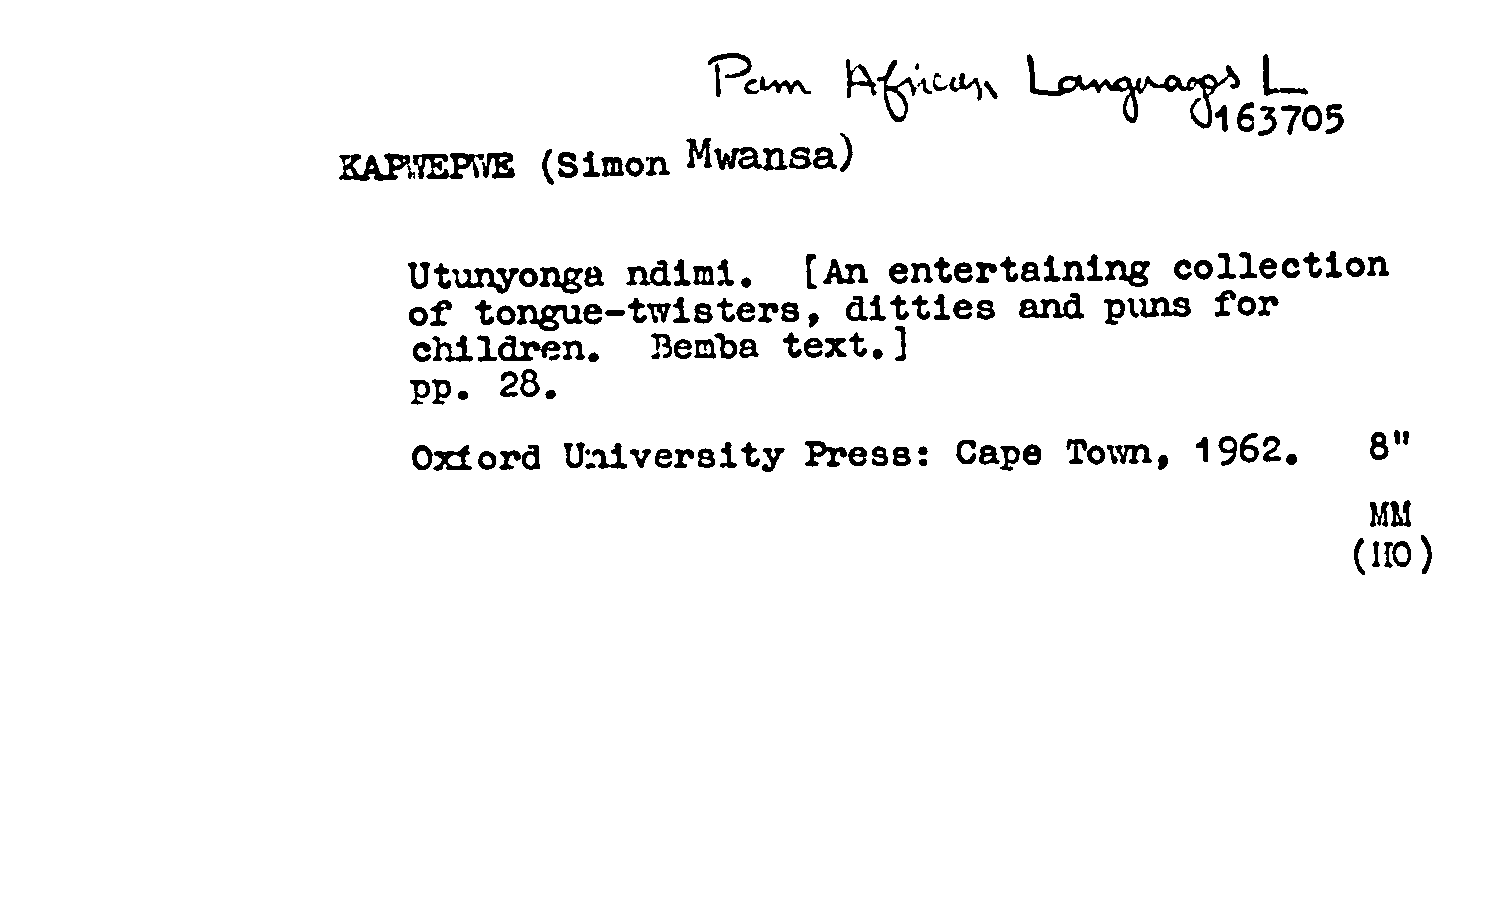 Pam African Languages L
163705
KAPWEPWE (Simon Mwansa)
Utunyonga ndimi. [An entertaining collection
of tongue-twisters, ditties and puns for
children. Bemba text.]
pp. 28.
Oxford University Press: Cape Town, 1962. 8"
MM
(HO)